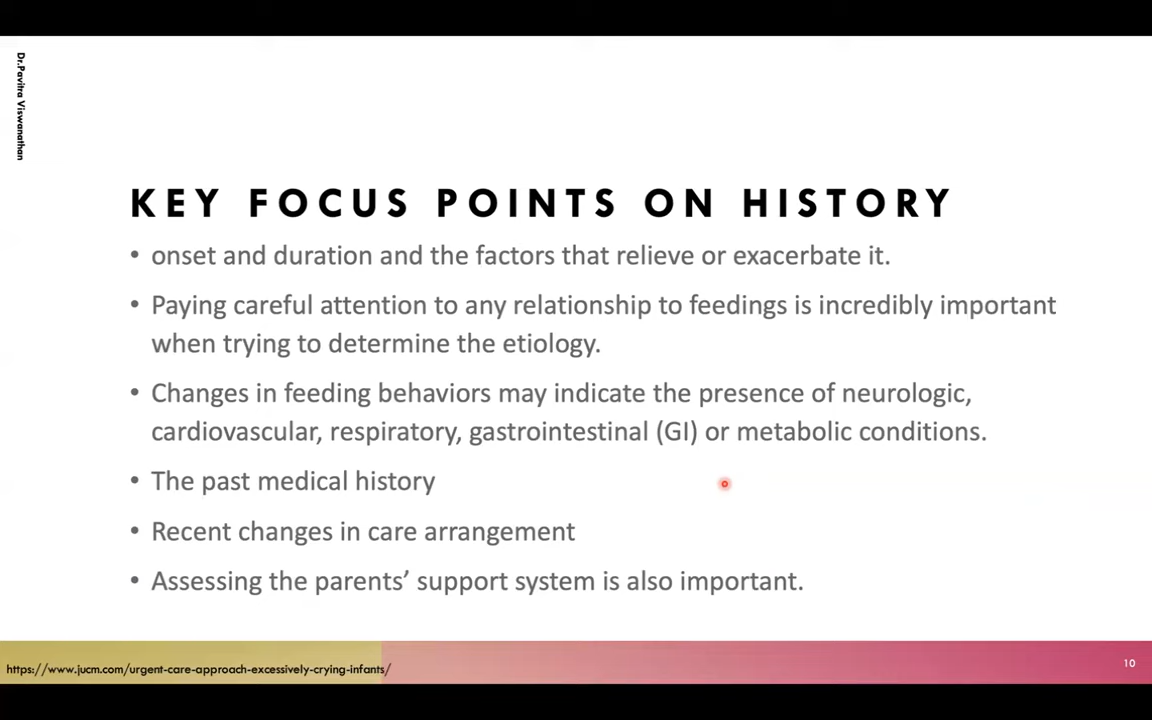 Dr.Pavitra Viswanathan
KEY FOCUS POINTS ON HISTORY
• onset and duration and the factors that relieve or exacerbate it.
• Paying careful attention to any relationship to feedings is incredibly important
when trying to determine the etiology.
• Changes in feeding behaviors may indicate the presence of neurologic,
cardiovascular, respiratory, gastrointestinal (GI) or metabolic conditions.
• The past medical history
• Recent changes in care arrangement
• Assessing the parents’ support system is also important.
https://www.jucm.com/urgent-care-approach-excessively-crying-infants/
10